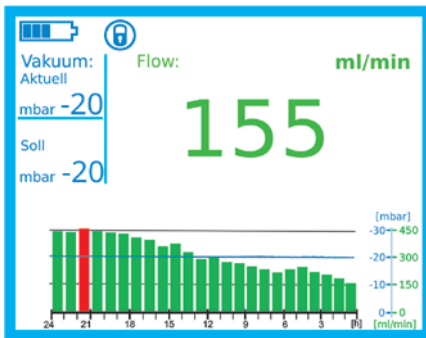 Vakuum:
Aktuell
mbar -20
Soll
mbar -20
Flow:
ml/min
155
[mbar]
-30 450
-20 300
-10 150
0 0
24 21 18 15 12 9 6 3 [h] [ml/min]